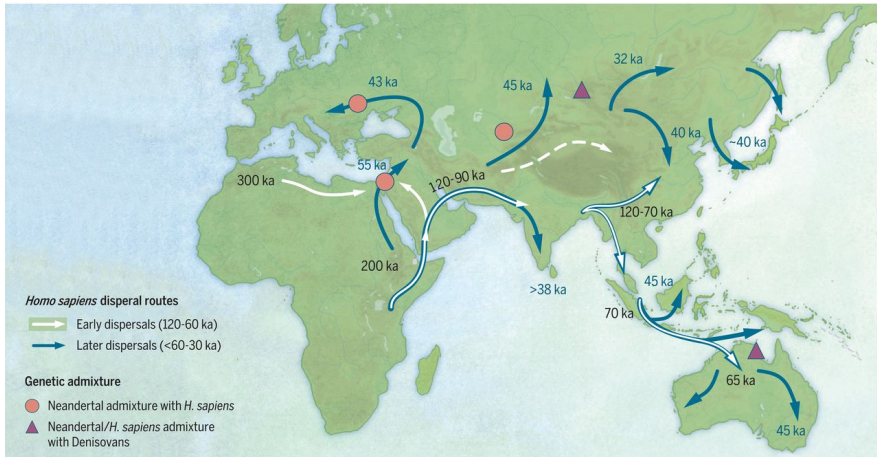 32 ka
43 ka
45 ka
40 ka
~40 ka
55 ka
300 ka
120-90 ka
120-70 ka
200 ka
>38 ka
45 ka
70 ka
65 ka
45 ka
Homo sapiens disperal routes
Early dispersals (120-60 ka)
Later dispersals (<60-30 ka)
Genetic admixture
Neandertal admixture with H. sapiens
Neandertal/H. sapiens admixture
with Denisovans